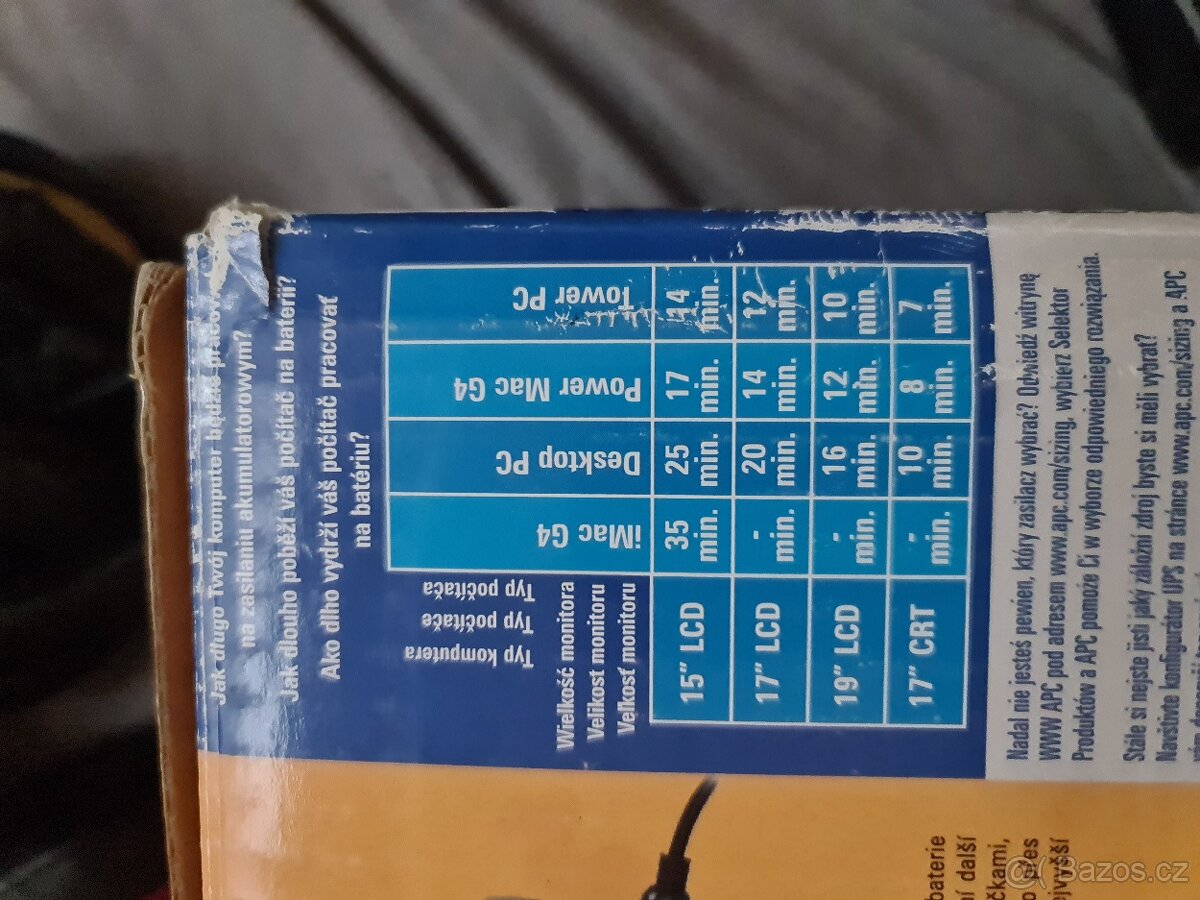 Jak długo Twój komputer będzie pracował
na zasilaniu akumulatorowym?
Jak dlouho poběží váš počítač na baterii?
Ako dlho vydrží váš počítač pracovať
na batériu?
Typ komputera
Typ počítače
Typ počítača
iMac G4
Desktop PC
Power Mac G4
Tower PC
Wielkość monitora
Velikost monitoru
Veľkosť monitoru
15" LCD 35 min. 25 min. 17 min. 14 min.
17" LCD - min. 20 min. 14 min. 12 min.
19" LCD - min. 16 min. 12 min. 10 min.
17" CRT - min. 10 min. 8 min. 7 min.
Nadal nie jesteś pewien, który zasilacz wybrać? Odwiedź witrynę
WWW APC pod adresem www.apc.com/sizing, wybierz Selektor
Produktów a APC pomoże Ci w wyborze odpowiedniego rozwiązania.
Stále si nejste jisti jaký záložní zdroj byste si měli vybrat?
Navštivte konfigurátor UPS na stránce www.apc.com/sizing a APC
baterie
ní další
čkami,
o přes
ejvyšší
Bazos.cz